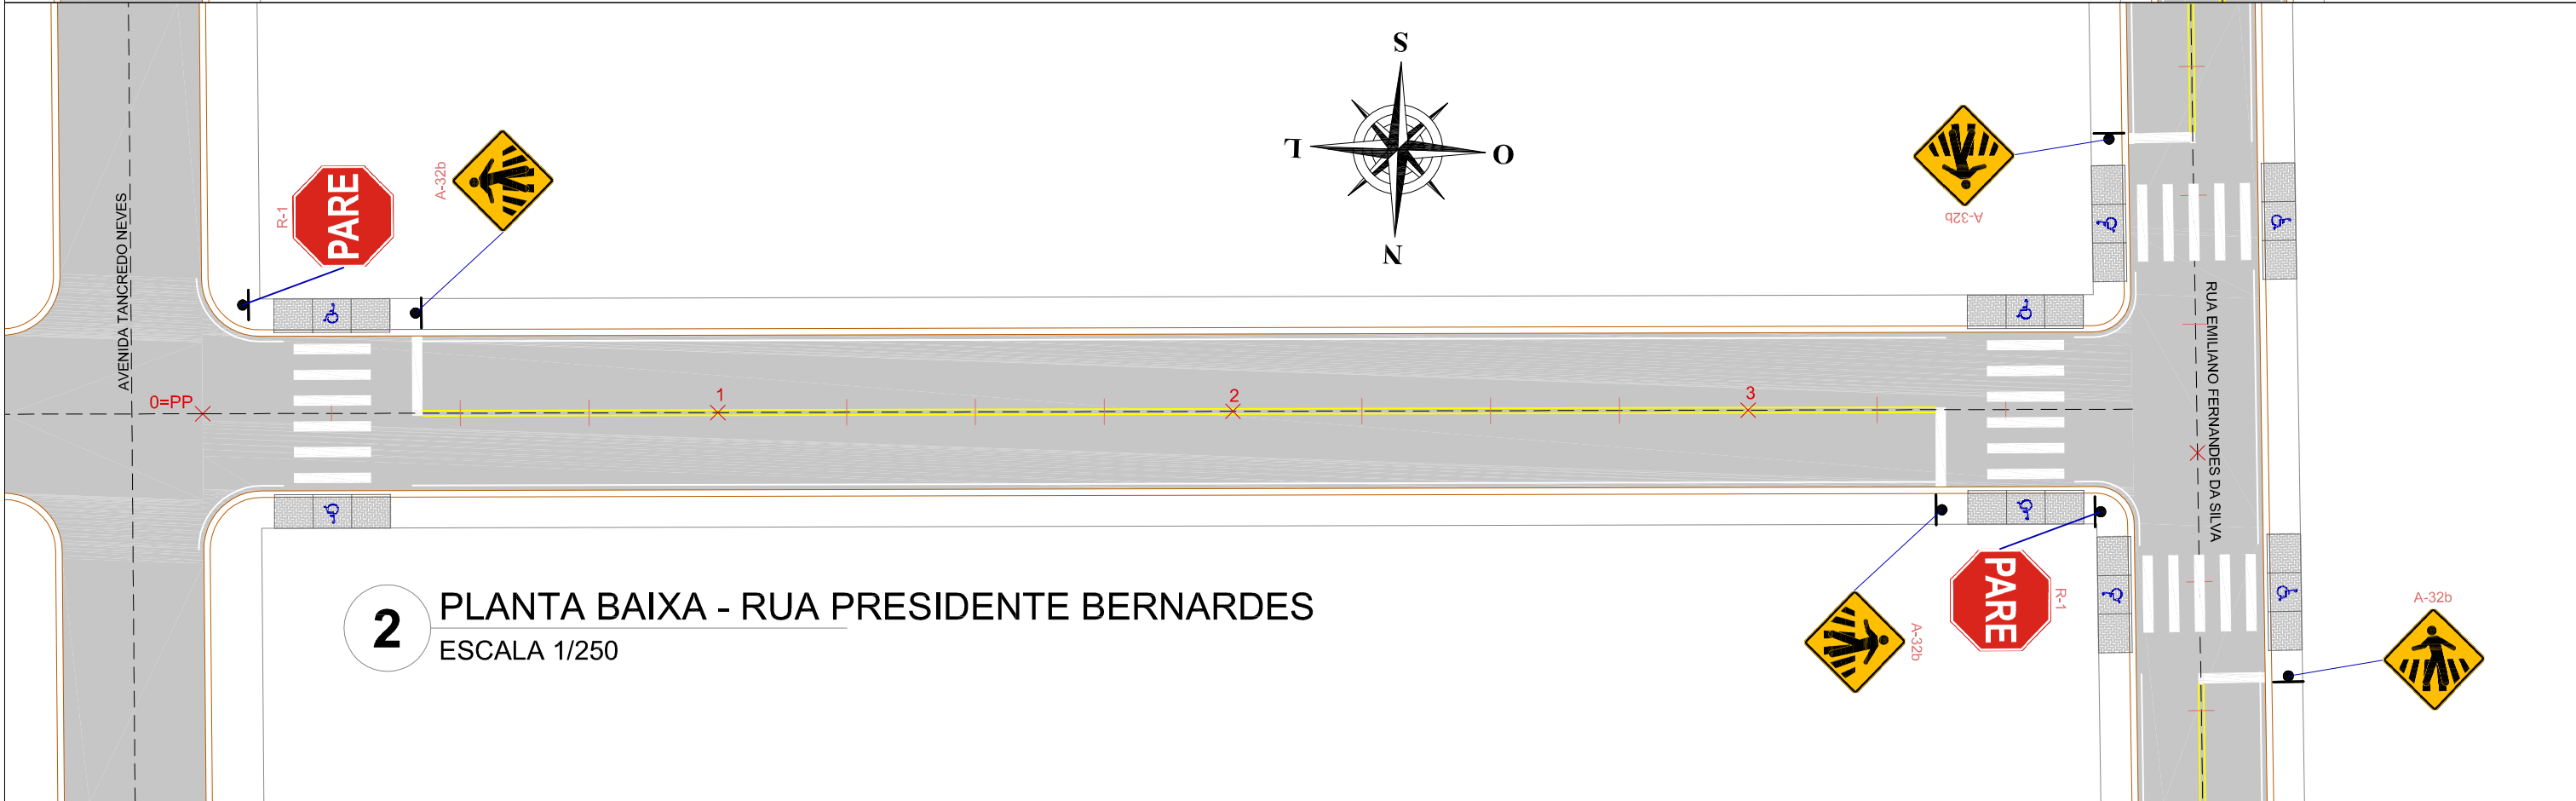 S
L
O
N
AVENIDA TANCREDO NEVES
R-1
PARE
A-32b
A-32b
RUA EMILIANO FERNANDES DA SILVA
0=PP
1
2
3
2
PLANTA BAIXA - RUA PRESIDENTE BERNARDES
ESCALA 1/250
A-32b
PARE
R-1
A-32b